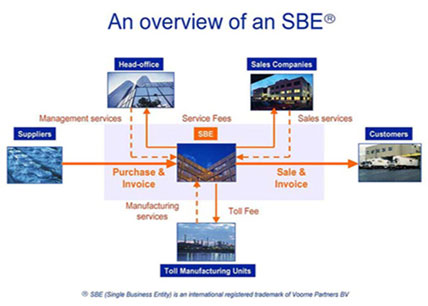 An overview of an SBE®
Head-office
Sales Companies
Management services
Service Fees
Sales services
Suppliers
SBE
Customers
Purchase &
Invoice
Sale &
Invoice
Manufacturing
services
Toll Fee
Toll Manufacturing Units
® SBE (Single Business Entity) is an international registered trademark of Voorne Partners BV